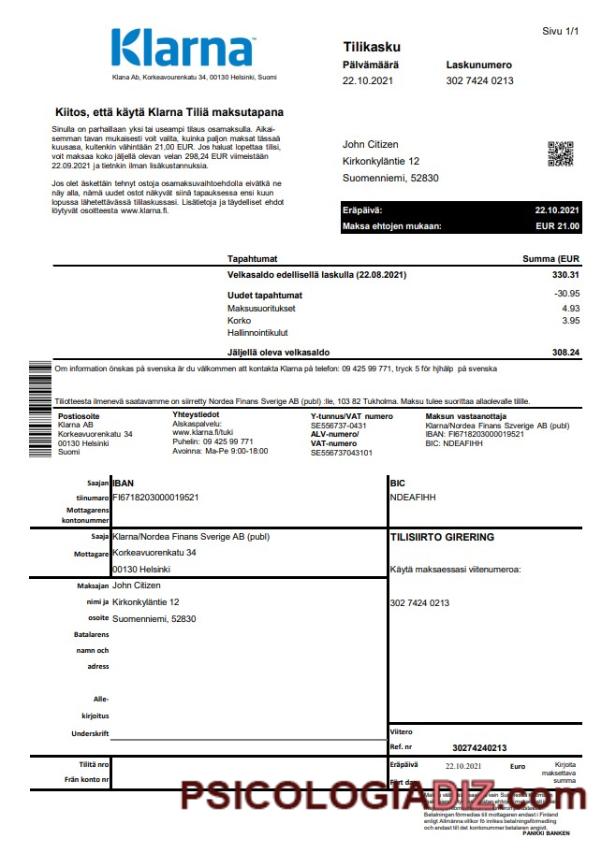 Sivu 1/1
Klarna
Klana Ab, Korkeavourenkatu 34, 00130 Helsinki, Suomi
Tilikasku
Pälvämäärä Laskunumero
22.10.2021 302 7424 0213
Kiitos, että käytä Klarna Tiliä maksutapana
Sinulla on parhaillaan yksi tai useampi tilaus osamaksulla. Aikai-
semman tavan mukaisesti voit valita, kuinka paljon maksat tässaä
kuusasa, kuitenkin vähintään 21,00 EUR. Jos haluat lopettaa tilisi,
voit maksaa koko jäljellä olevan velan 298,24 EUR viimeistään
22.09.2021 ja tietnkin ilman lisäkustannuksia.
Jos olet äskettäin tehnyt ostoja osamaksuvaihtoehdolla eivätkä ne
näy alla, nämä uudet ostot näkyvät siinä tapauksessa ensi kuun
lopussa lähetettävässä tililaskussasi. Lisätietoja ja täydelliset ehdot
löytyvät osoitteesta www.klarna.fi.
John Citizen
Kirkonkyläntie 12
Suomenniemi, 52830
Eräpäivä: 22.10.2021
Maksa ehtojen mukaan: EUR 21.00
Tapahtumat Summa (EUR
Velkasaldo edellisellä laskulla (22.08.2021) 330.31
Uudet tapahtumat -30.95
Maksusuoritukset 4.93
Korko 3.95
Hallinnointikulut
Jäljellä oleva velkasaldo 308.24
Om information önskas på svenska är du välkommen att kontakta Klarna på telefon: 09 425 99 771, tryck 5 för hjhälp på svenska
Tiliotteesta ilmenevä saatavamme on siirretty Nordea Finans Sverige AB (publ) :lle, 103 82 Tukholma. Maksu tulee suorittaa allaolevalle tilille.
Postiosoite
Klarna AB
Korkeavuorenkatu 34
00130 Helsinki
Suomi
Yhteystiedot
Alskaspalvelu:
www.klarna.fi/tuki
Puhelin: 09 425 99 771
Avoinna: Ma-Pe 9:00-18:00
Y-tunnus/VAT numero
SE556737-0431
ALV-numero/
VAT-numero:
SE556737043101
Maksun vastaanottaja
Klarna/Nordea Finans Szverige AB (publ)
IBAN: FI6718203000019521
BIC: NDEAFIHH
Saajan IBAN BIC
tiinumaro FI6718203000019521 NDEAFIHH
Mottagarens
kontonummer
Saaja Klarna/Nordea Finans Sverige AB (publ) TILISIIRTO GIRERING
Mottagare Korkeavuorenkatu 34
00130 Helsinki Käytä maksaessasi viitenumeroa:
Maksajan John Citizen
nimi ja Kirkonkyläntie 12 302 7424 0213
osoite Suomenniemi, 52830
Batalarens
namn och
adress
Alle-
kirjoitus
Underskrift
Viitero
Ref. nr 30274240213
Tilitä nro Eräpäivä 22.10.2021 Euro Kirjoita
maksettava
summa
Från konto nr
PSICOLOGIADIZ.com
Betalningen förmedlas till mottagaren endast i Finland
enligt Allmänna villkor fö inrikes betalningsförmedling
och endast till det kontonummer betalaren angivit.
PANKKI BANKEN